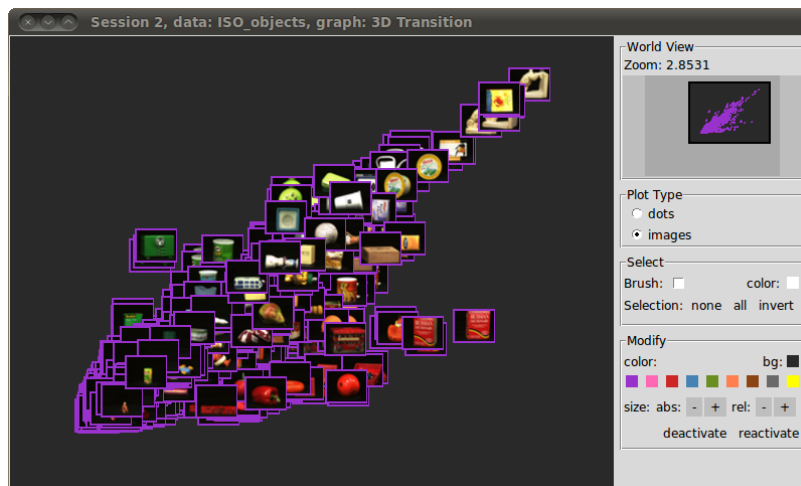 Session 2, data: ISO_objects, graph: 3D Transition
World View
Zoom: 2.8531
Plot Type
dots
images
Select
Brush: color:
Selection: none all invert
Modify
color: bg:
size: abs: - + rel: - +
deactivate reactivate